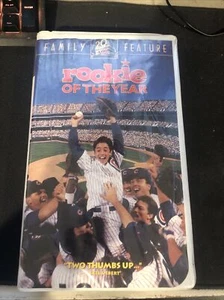 FAMILY FEATURE
rookie
OF THE YEAR
"TWO THUMBS UP..."